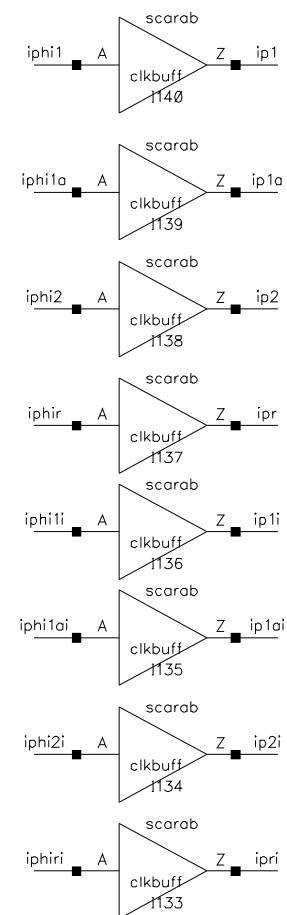 scarab
iphi1 A Z ip1
clkbuff
I140
scarab
iphi1a A Z ip1a
clkbuff
I139
scarab
iphi2 A Z ip2
clkbuff
I138
scarab
iphir A Z ipr
clkbuff
I137
scarab
iphi1i A Z ip1i
clkbuff
I136
scarab
iphi1ai A Z ip1ai
clkbuff
I135
scarab
iphi2i A Z ip2i
clkbuff
I134
scarab
iphiri A Z ipri
clkbuff
I133